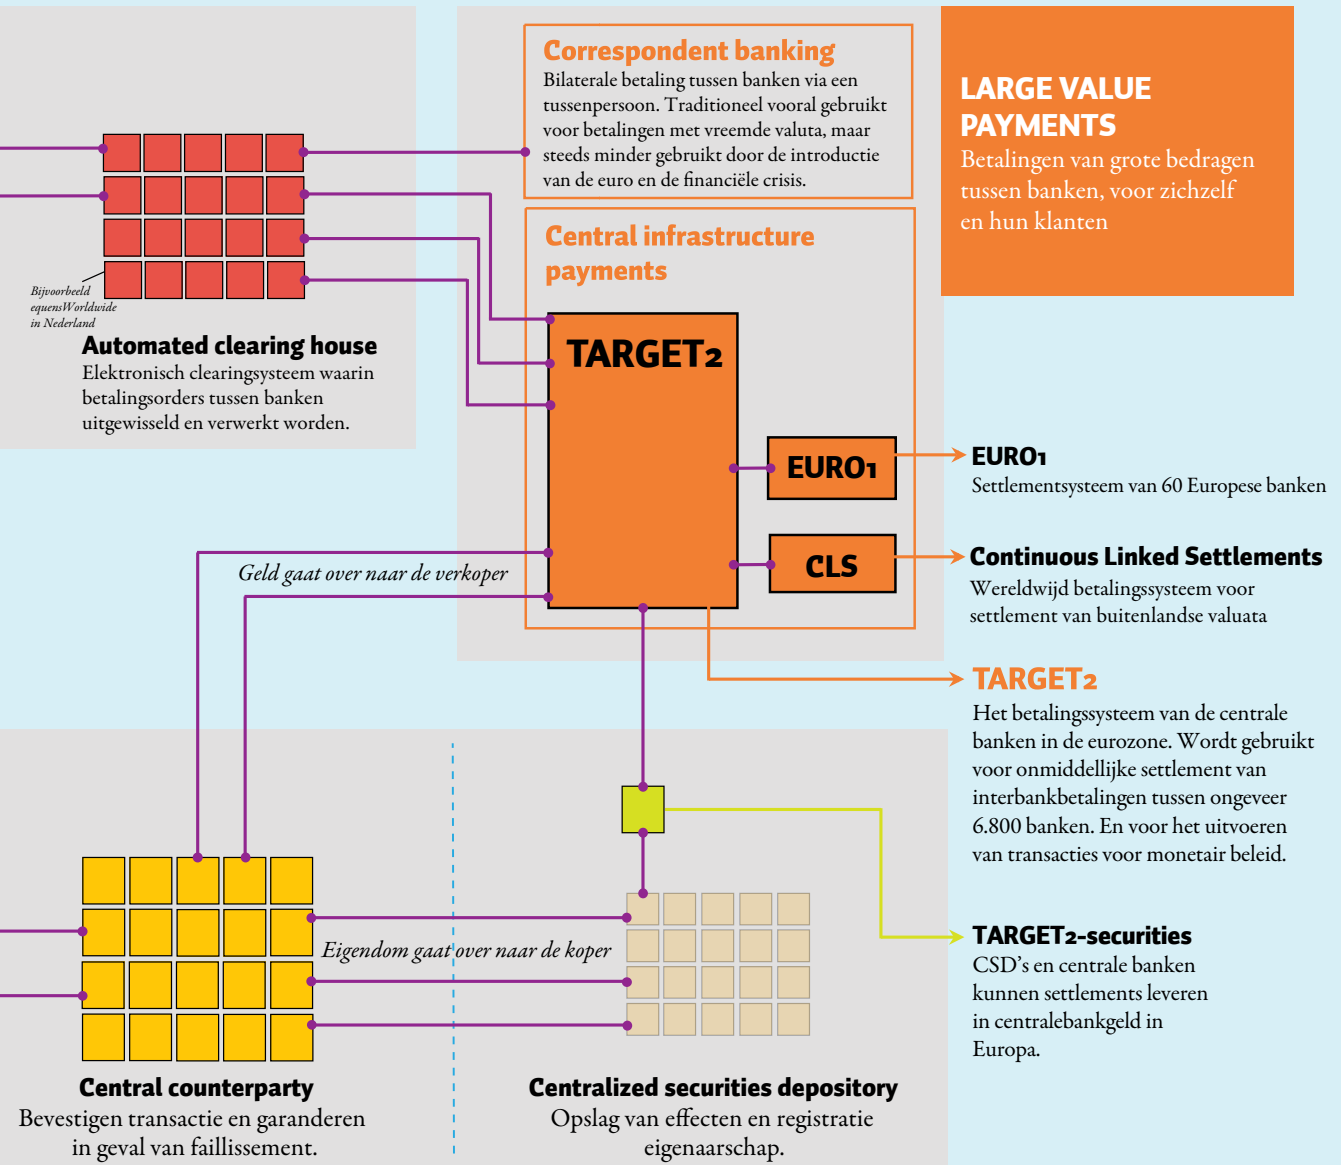 Correspondent banking
Bilaterale betaling tussen banken via een
tussenpersoon. Traditioneel vooral gebruikt
voor betalingen met vreemde valuta, maar
steeds minder gebruikt door de introductie
van de euro en de financiële crisis.
LARGE VALUE
PAYMENTS
Betalingen van grote bedragen
tussen banken, voor zichzelf
en hun klanten
Central infrastructure
payments
Bijvoorbeeld
equensWorldwide
in Nederland
Automated clearing house
Elektronisch clearingsysteem waarin
betalingsorders tussen banken
uitgewisseld en verwerkt worden.
TARGET2
EURO1
CLS
EURO1
Settlementsysteem van 60 Europese banken
Continuous Linked Settlements
Wereldwijd betalingssysteem voor
settlement van buitenlandse valuata
TARGET2
Het betalingssysteem van de centrale
banken in de eurozone. Wordt gebruikt
voor onmiddellijke settlement van
interbankbetalingen tussen ongeveer
6.800 banken. En voor het uitvoeren
van transacties voor monetair beleid.
Geld gaat over naar de verkoper
Eigendom gaat over naar de koper
TARGET2-securities
CSD's en centrale banken
kunnen settlements leveren
in centralebankgeld in
Europa.
Central counterparty
Bevestigen transactie en garanderen
in geval van faillissement.
Centralized securities depository
Opslag van effecten en registratie
eigenaarschap.